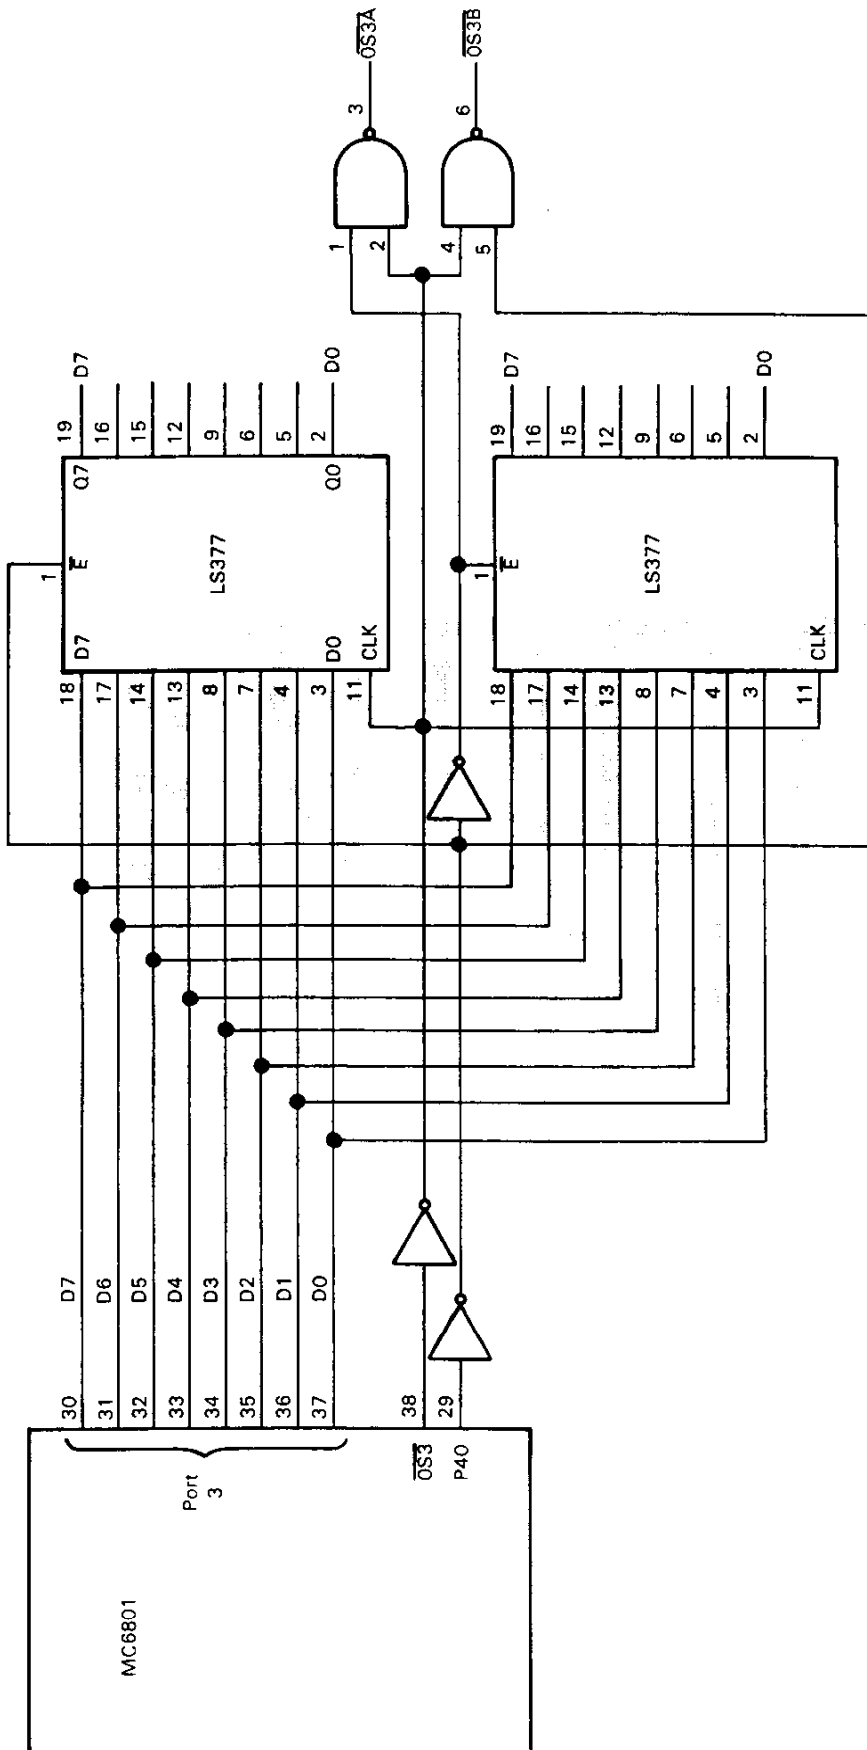 MC6801
Port
3
OS3
P40
30
31
32
33
34
35
36
37
38
29
D7
D6
D5
D4
D3
D2
D1
D0
18
17
14
13
8
7
4
3
11
D7
D0
CLK
1
E
LS377
Q7
Q0
19
16
15
12
9
6
5
2
D7
D0
18
17
14
13
8
7
4
3
11
CLK
1
E
LS377
19
16
15
12
9
6
5
2
D7
D0
1
2
3
OS3A
4
5
6
OS3B